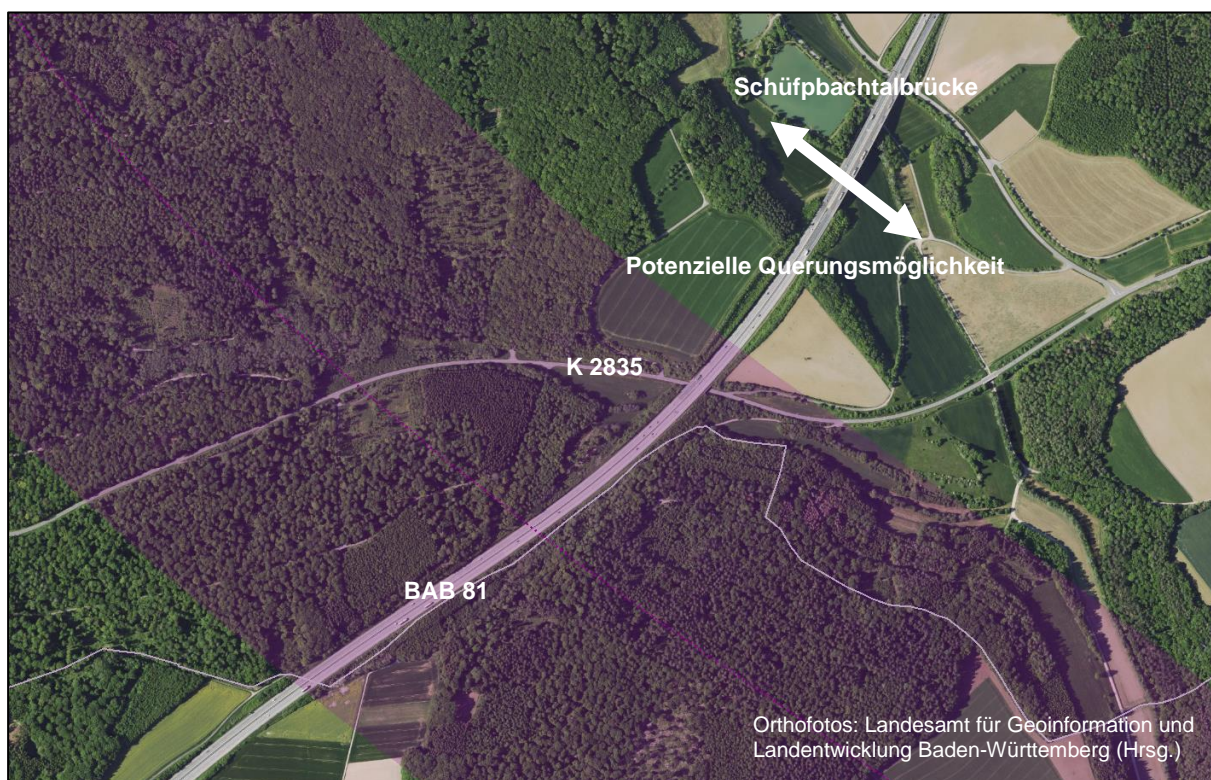 Schüfpbachtalbrücke
Potenzielle Querungsmöglichkeit
K 2835
BAB 81
Orthofotos: Landesamt für Geoinformation und
Landentwicklung Baden-Württemberg (Hrsg.)